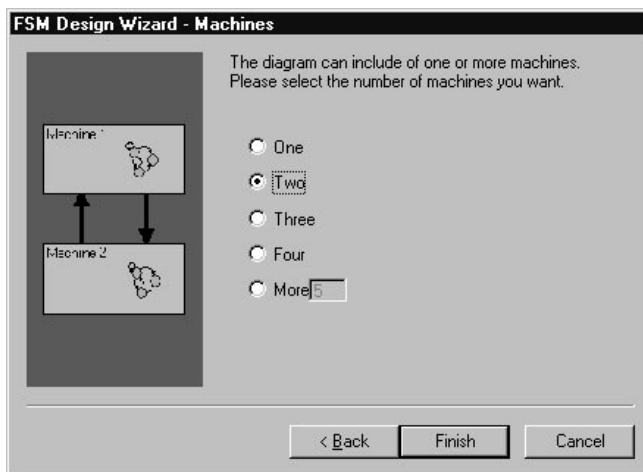 FSM Design Wizard - Machines
The diagram can include of one or more machines.
Please select the number of machines you want.
Machine 1
Machine 2
One
Two
Three
Four
More 5
< Back
Finish
Cancel